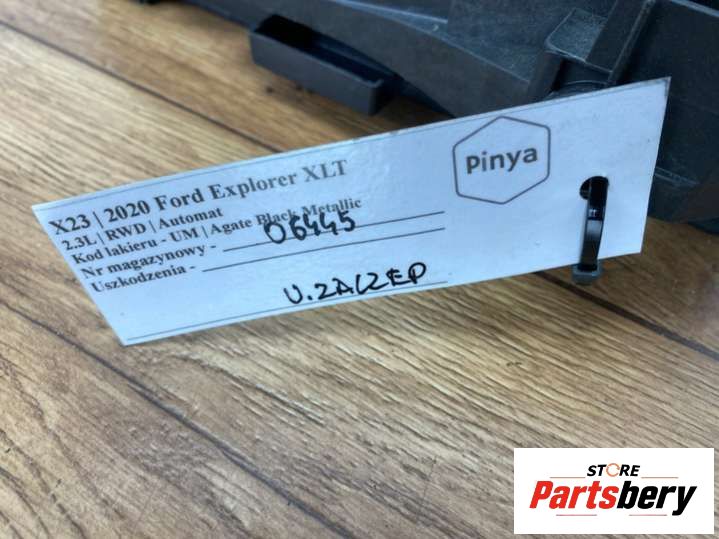 X23 | 2020 Ford Explorer XLT
2.3L | RWD | Automat
Kod lakieru - UM | Agate Black Metallic
Nr magazynowy - 06445
Uszkodzenia -
U.ZACZEP
Pinya
STORE
Partsbery